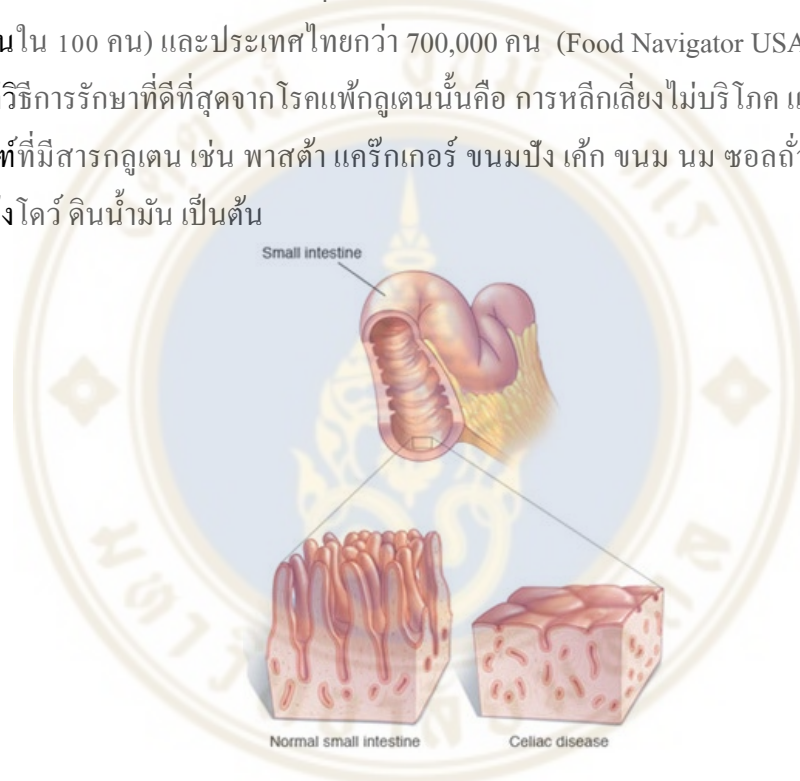 นใน 100 คน) และประเทศไทยกว่า 700,000 คน (Food Navigator USA
วิธีการรักษาที่ดีที่สุดจากโรคแพ้กลูเตนนั้นคือ การหลีกเลี่ยงไม่บริโภค แ
ฑ์ที่มีสารกลูเตน เช่น พาสต้า แคร๊กเกอร์ ขนมปัง เค้ก ขนม นม ซอลถั่ว
งโดว์ ดินน้ำมัน เป็นต้น
Small intestine
Normal small intestine
Celiac disease